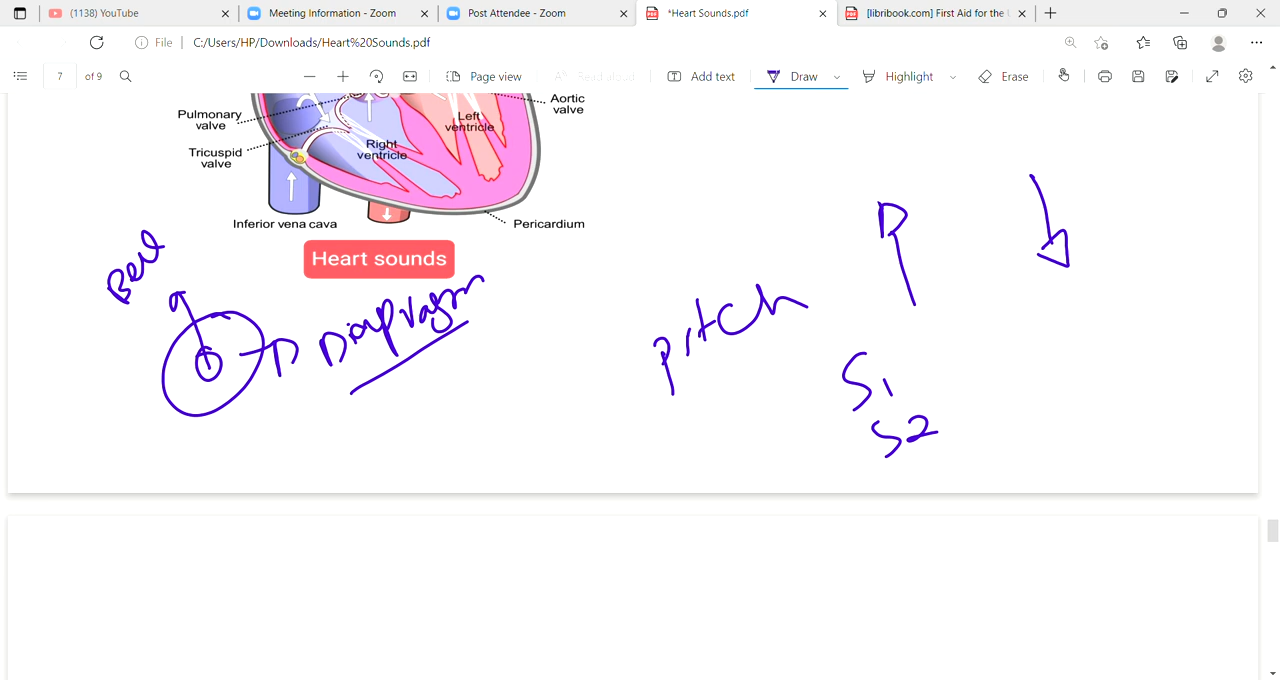 (1138) YouTube
Meeting Information - Zoom
Post Attendee - Zoom
*Heart Sounds.pdf
[libribook.com] First Aid for the
File
C:/Users/HP/Downloads/Heart%20Sounds.pdf
7 of 9
Page view
Read aloud
Add text
Draw
Highlight
Erase
Pulmonary
valve
Tricuspid
valve
Right
ventricle
Left
ventricle
Aortic
valve
Inferior vena cava
Pericardium
Heart sounds
Bell
pitch
S1
S2